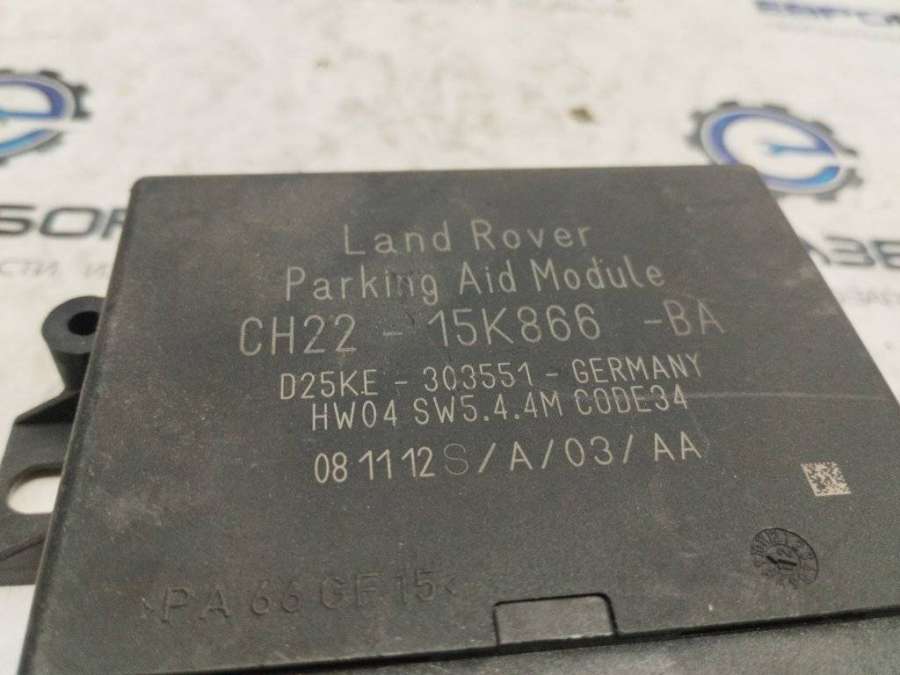 Land Rover
Parking Aid Module
CH22 - 15K866 -BA
D25KE - 303551 - GERMANY
HW04 SW5.4.4M CODE34
08 11 12 S/A/03/AA
>PA 66 GF 15<